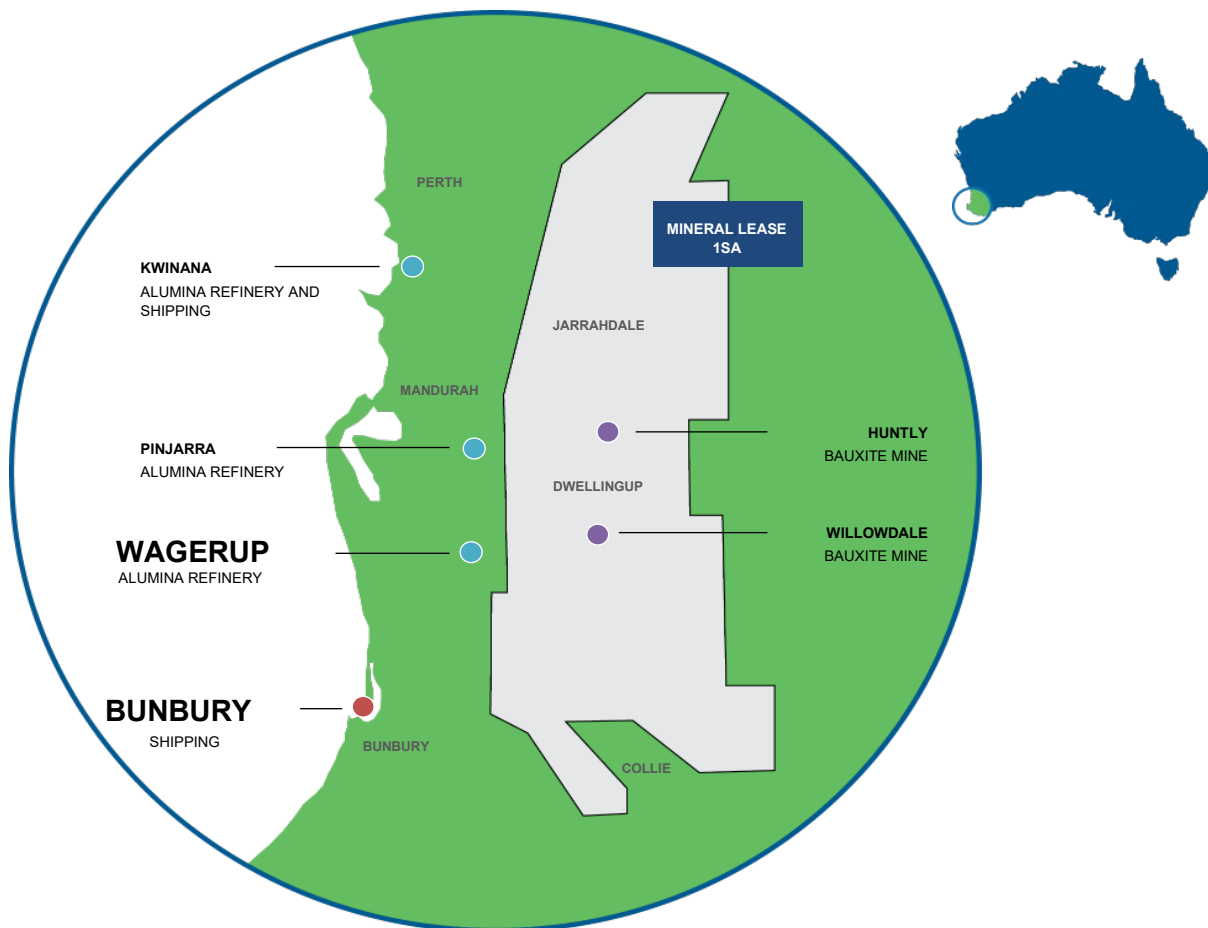 PERTH
MINERAL LEASE
1SA
KWINANA
ALUMINA REFINERY AND
SHIPPING
JARRAHDALE
MANDURAH
PINJARRA
ALUMINA REFINERY
HUNTLY
BAUXITE MINE
DWELLINGUP
WAGERUP
ALUMINA REFINERY
WILLOWDALE
BAUXITE MINE
BUNBURY
SHIPPING
BUNBURY
COLLIE